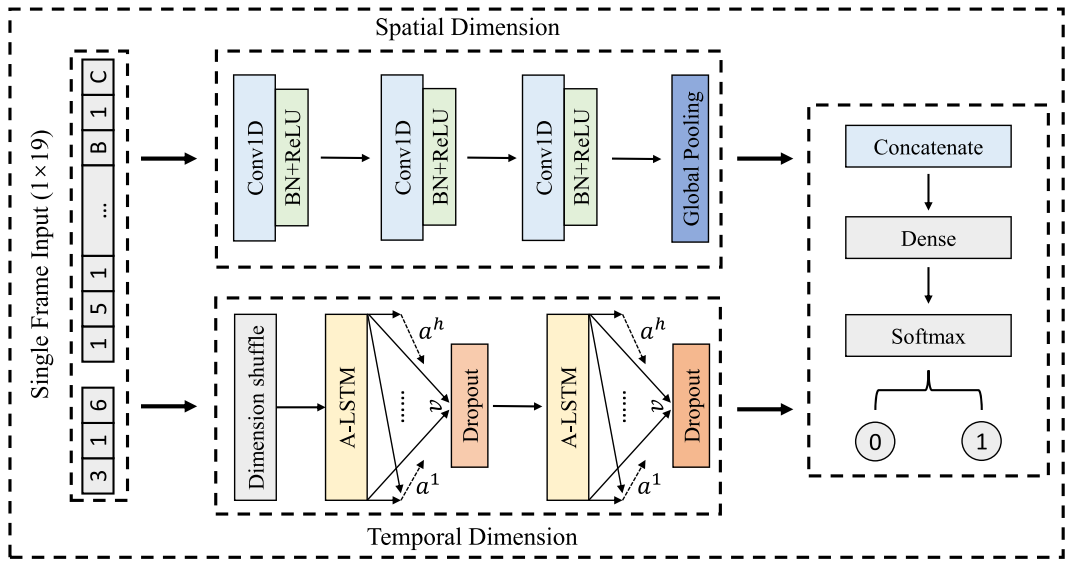 Single Frame Input (1×19)
3 1 6
1 5 1 ... B 1 C
Spatial Dimension
Conv1D
BN+ReLU
Conv1D
BN+ReLU
Conv1D
BN+ReLU
Global Pooling
Dimension shuffle
A-LSTM
a^h
......
v
a^1
Dropout
A-LSTM
a^h
......
v
a^1
Dropout
Temporal Dimension
Concatenate
Dense
Softmax
0 1